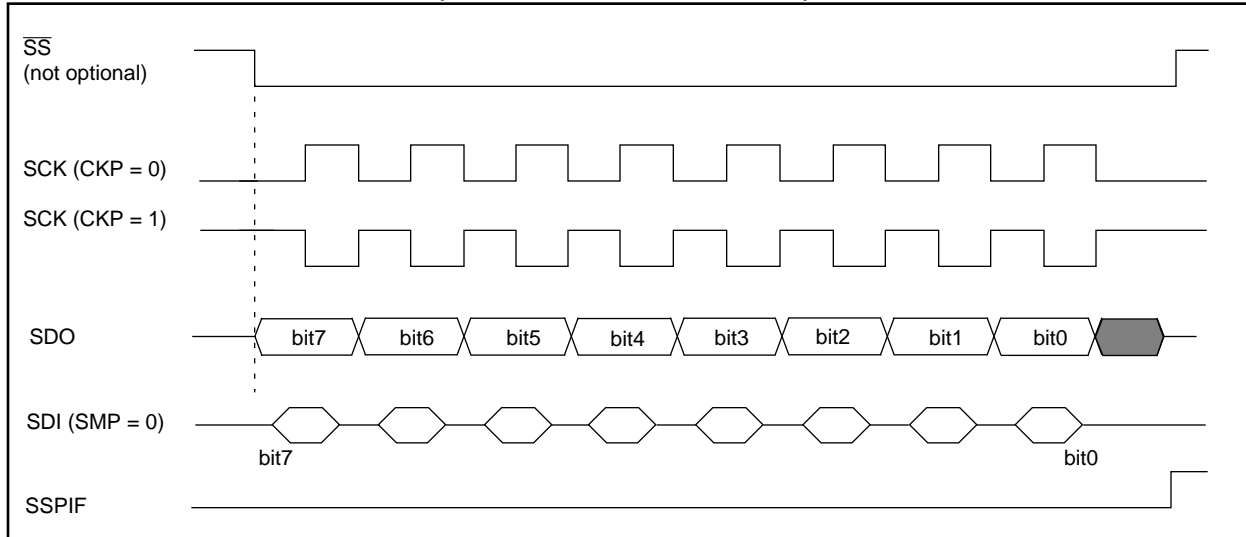 SS
(not optional)
SCK (CKP = 0)
SCK (CKP = 1)
SDO
bit7 bit6 bit5 bit4 bit3 bit2 bit1 bit0
SDI (SMP = 0)
bit7 bit0
SSPIF